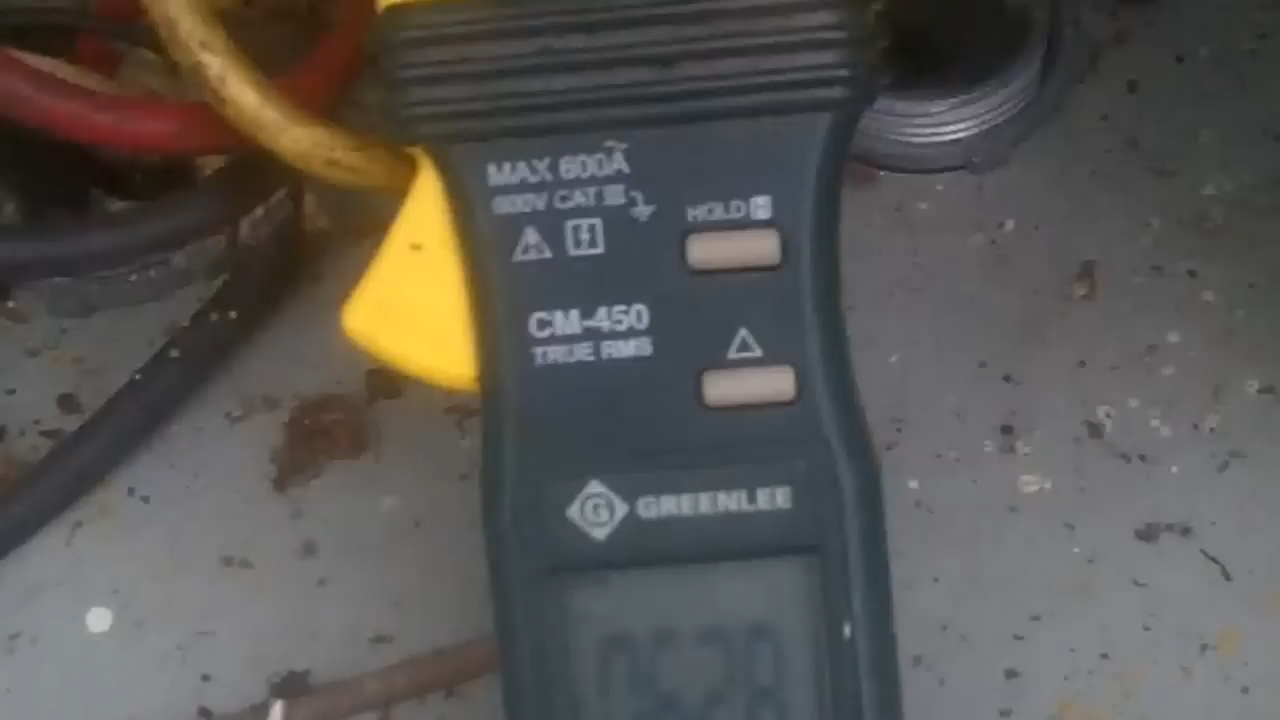 MAX 600A
600V CAT III
HOLD H
CM-450
TRUE RMS
G GREENLEE